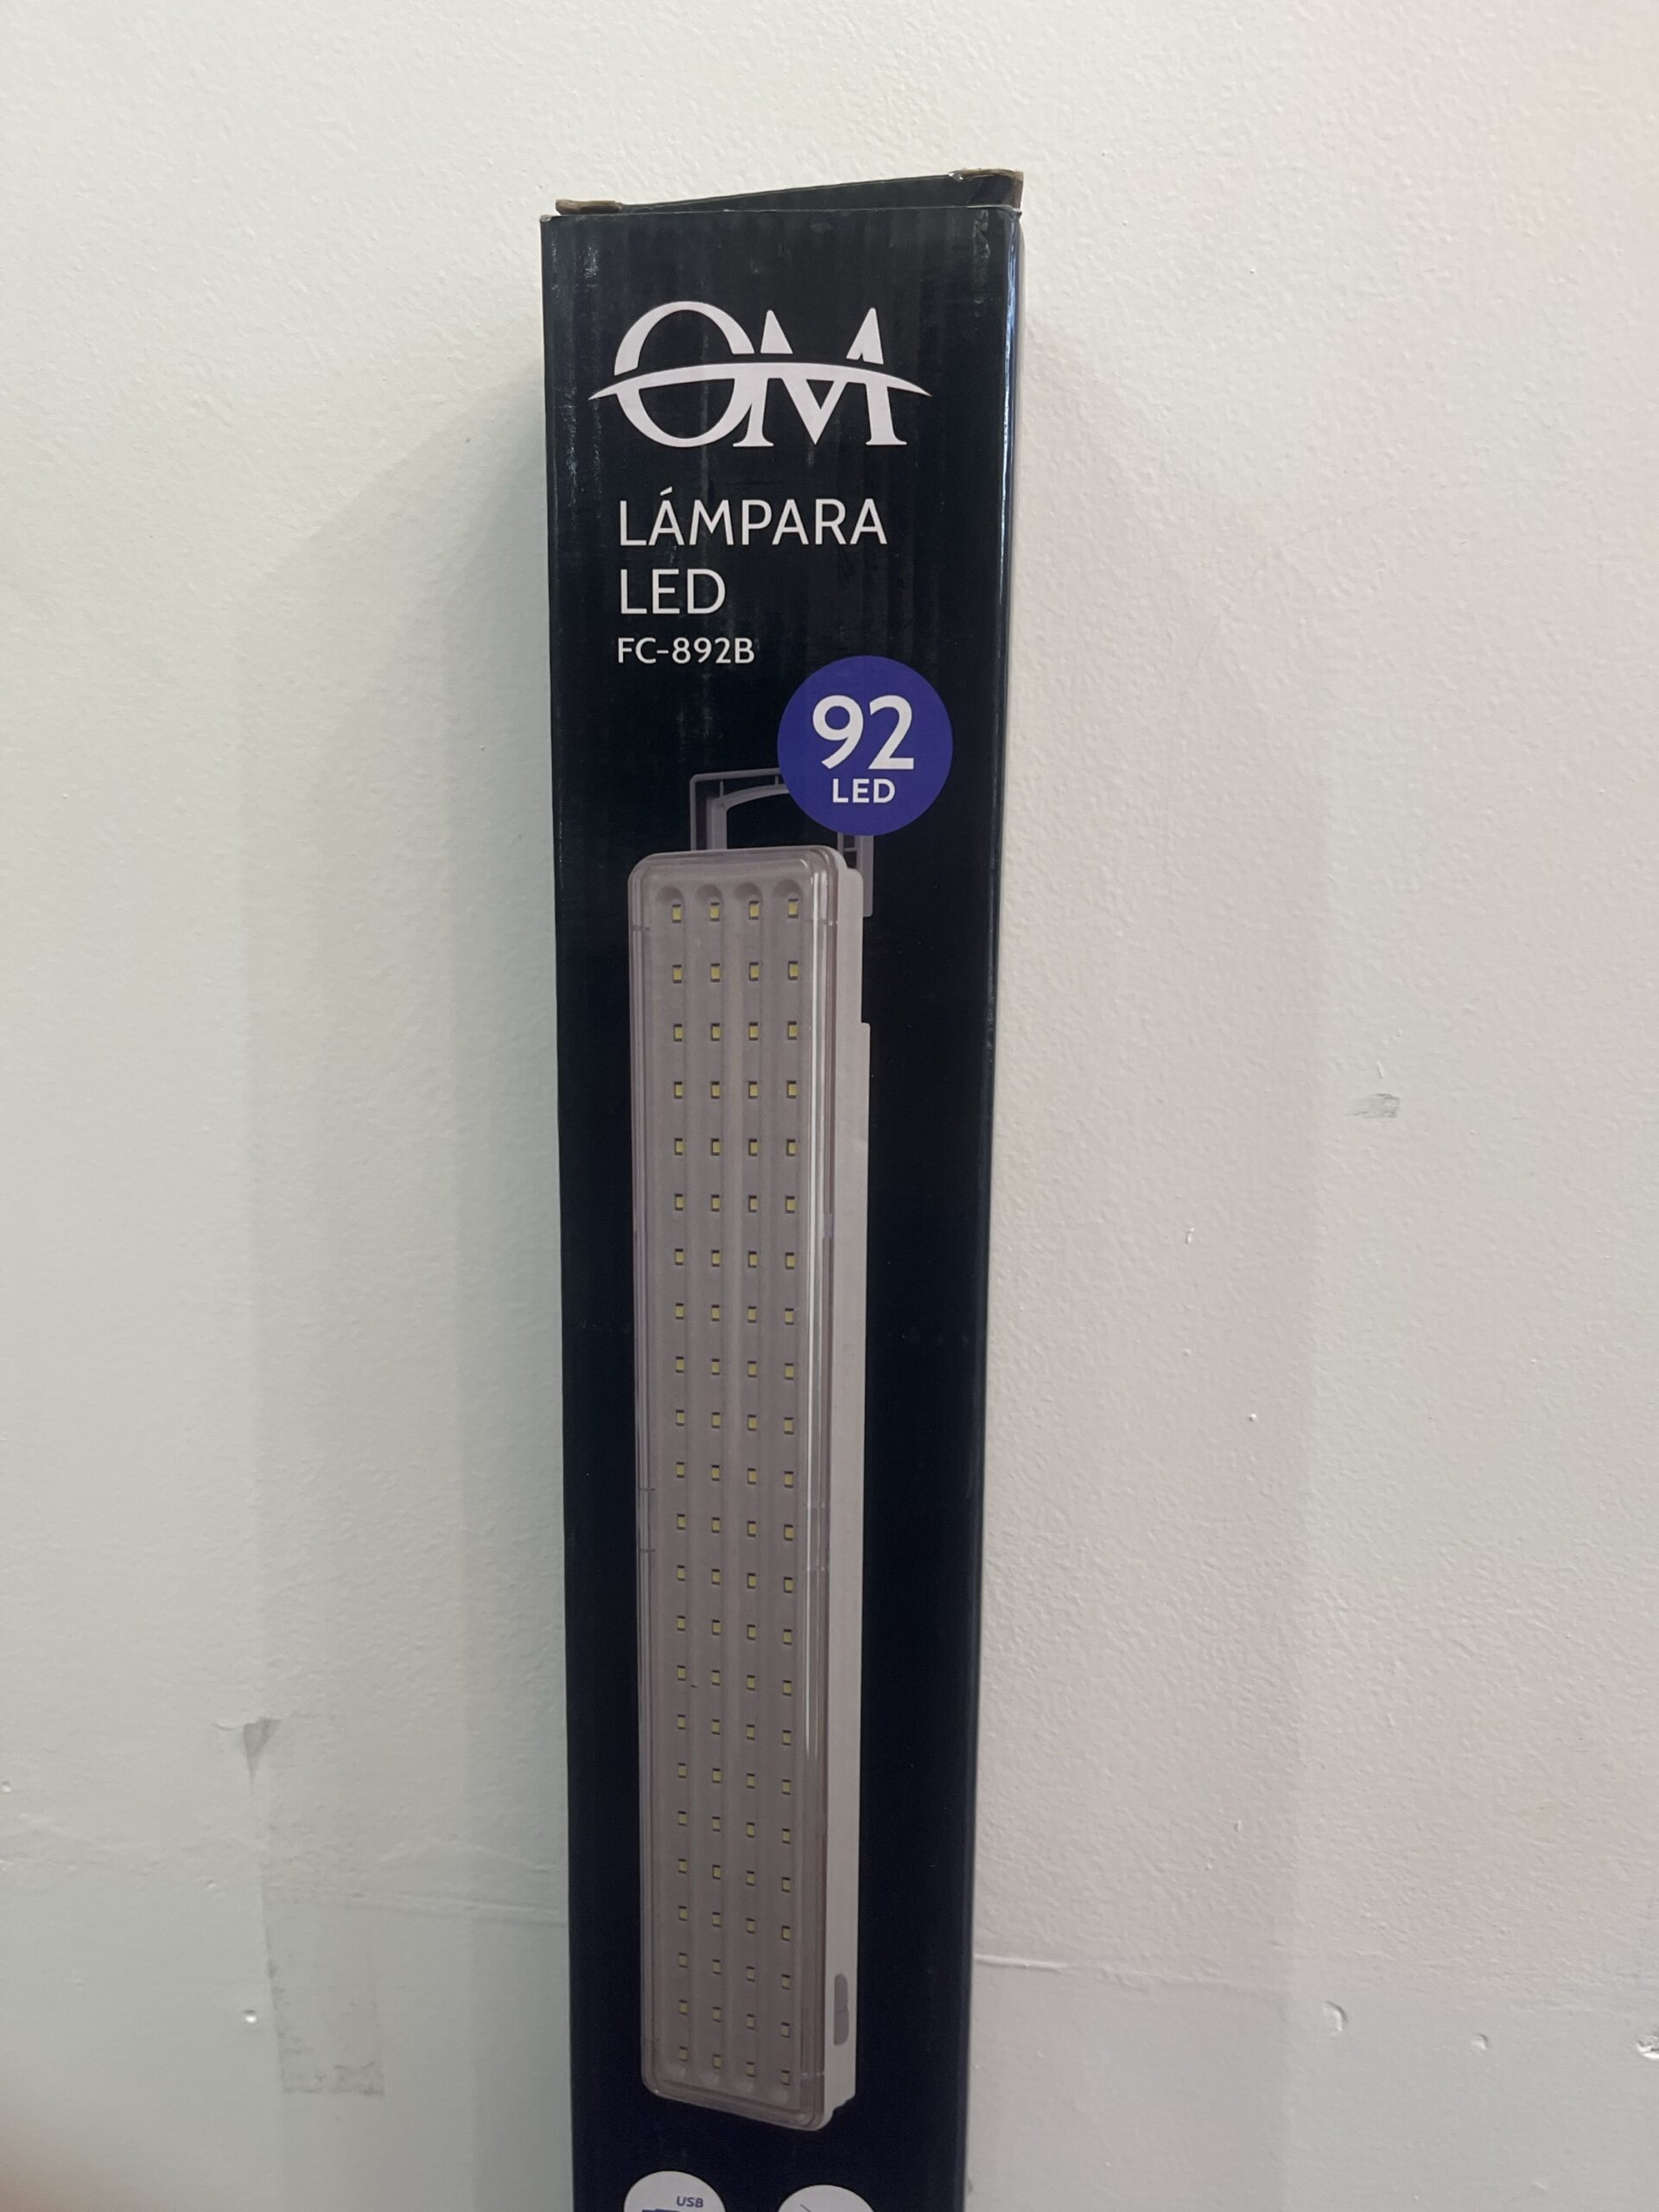 OM
LÁMPARA
LED
FC-892B
92
LED
USB